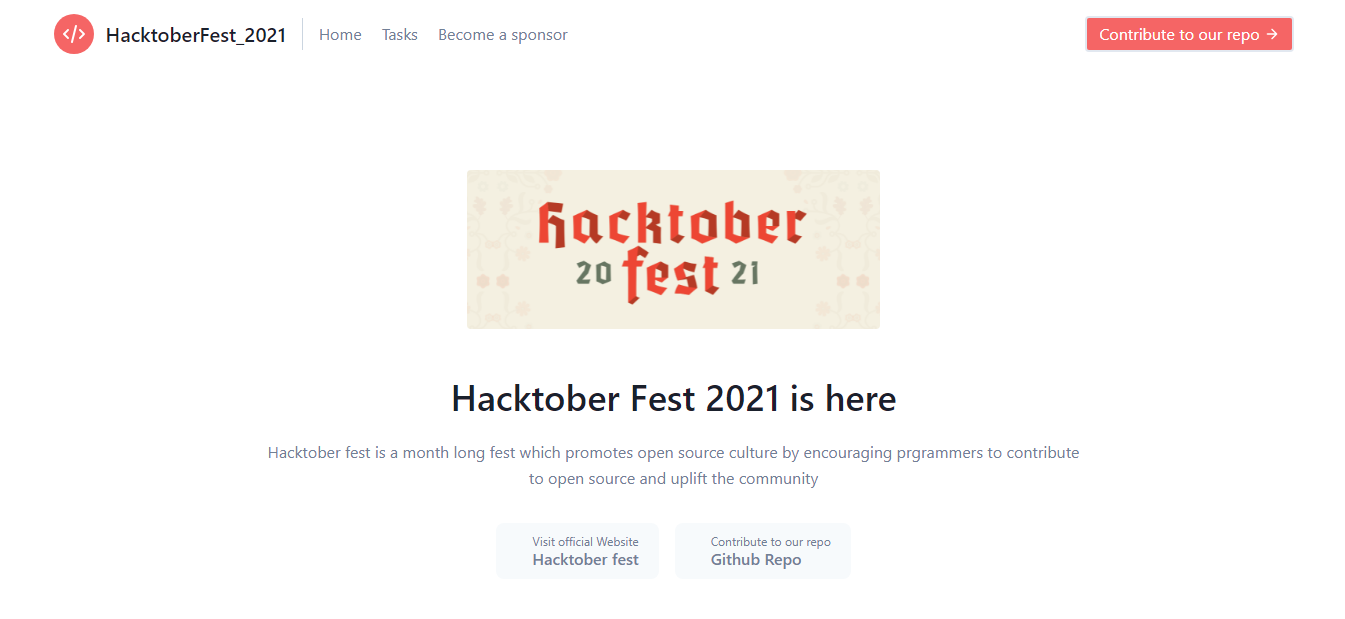 </> HacktoberFest_2021 Home Tasks Become a sponsor Contribute to our repo →
hacktober
20 fest 21
Hacktober Fest 2021 is here
Hacktober fest is a month long fest which promotes open source culture by encouraging prgrammers to contribute
to open source and uplift the community
Visit official Website Contribute to our repo
Hacktober fest Github Repo